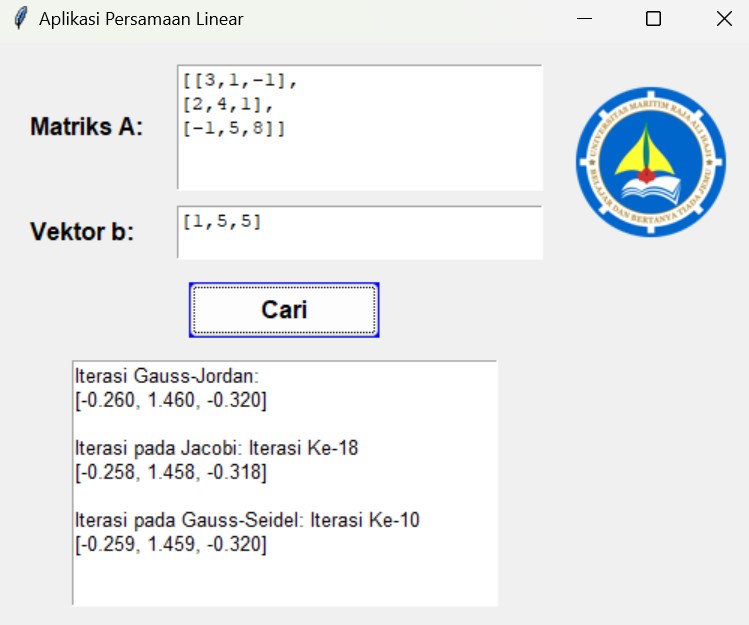 Aplikasi Persamaan Linear
Matriks A:
[[3,1,-1],
[2,4,1],
[-1,5,8]]
UNIVERSITAS MARITIM RAJA ALI HAJI
BELAJAR DAN BERTANYA TIADA JEMU
Vektor b:
[1,5,5]
Cari
Iterasi Gauss-Jordan:
[-0.260, 1.460, -0.320]
Iterasi pada Jacobi: Iterasi Ke-18
[-0.258, 1.458, -0.318]
Iterasi pada Gauss-Seidel: Iterasi Ke-10
[-0.259, 1.459, -0.320]